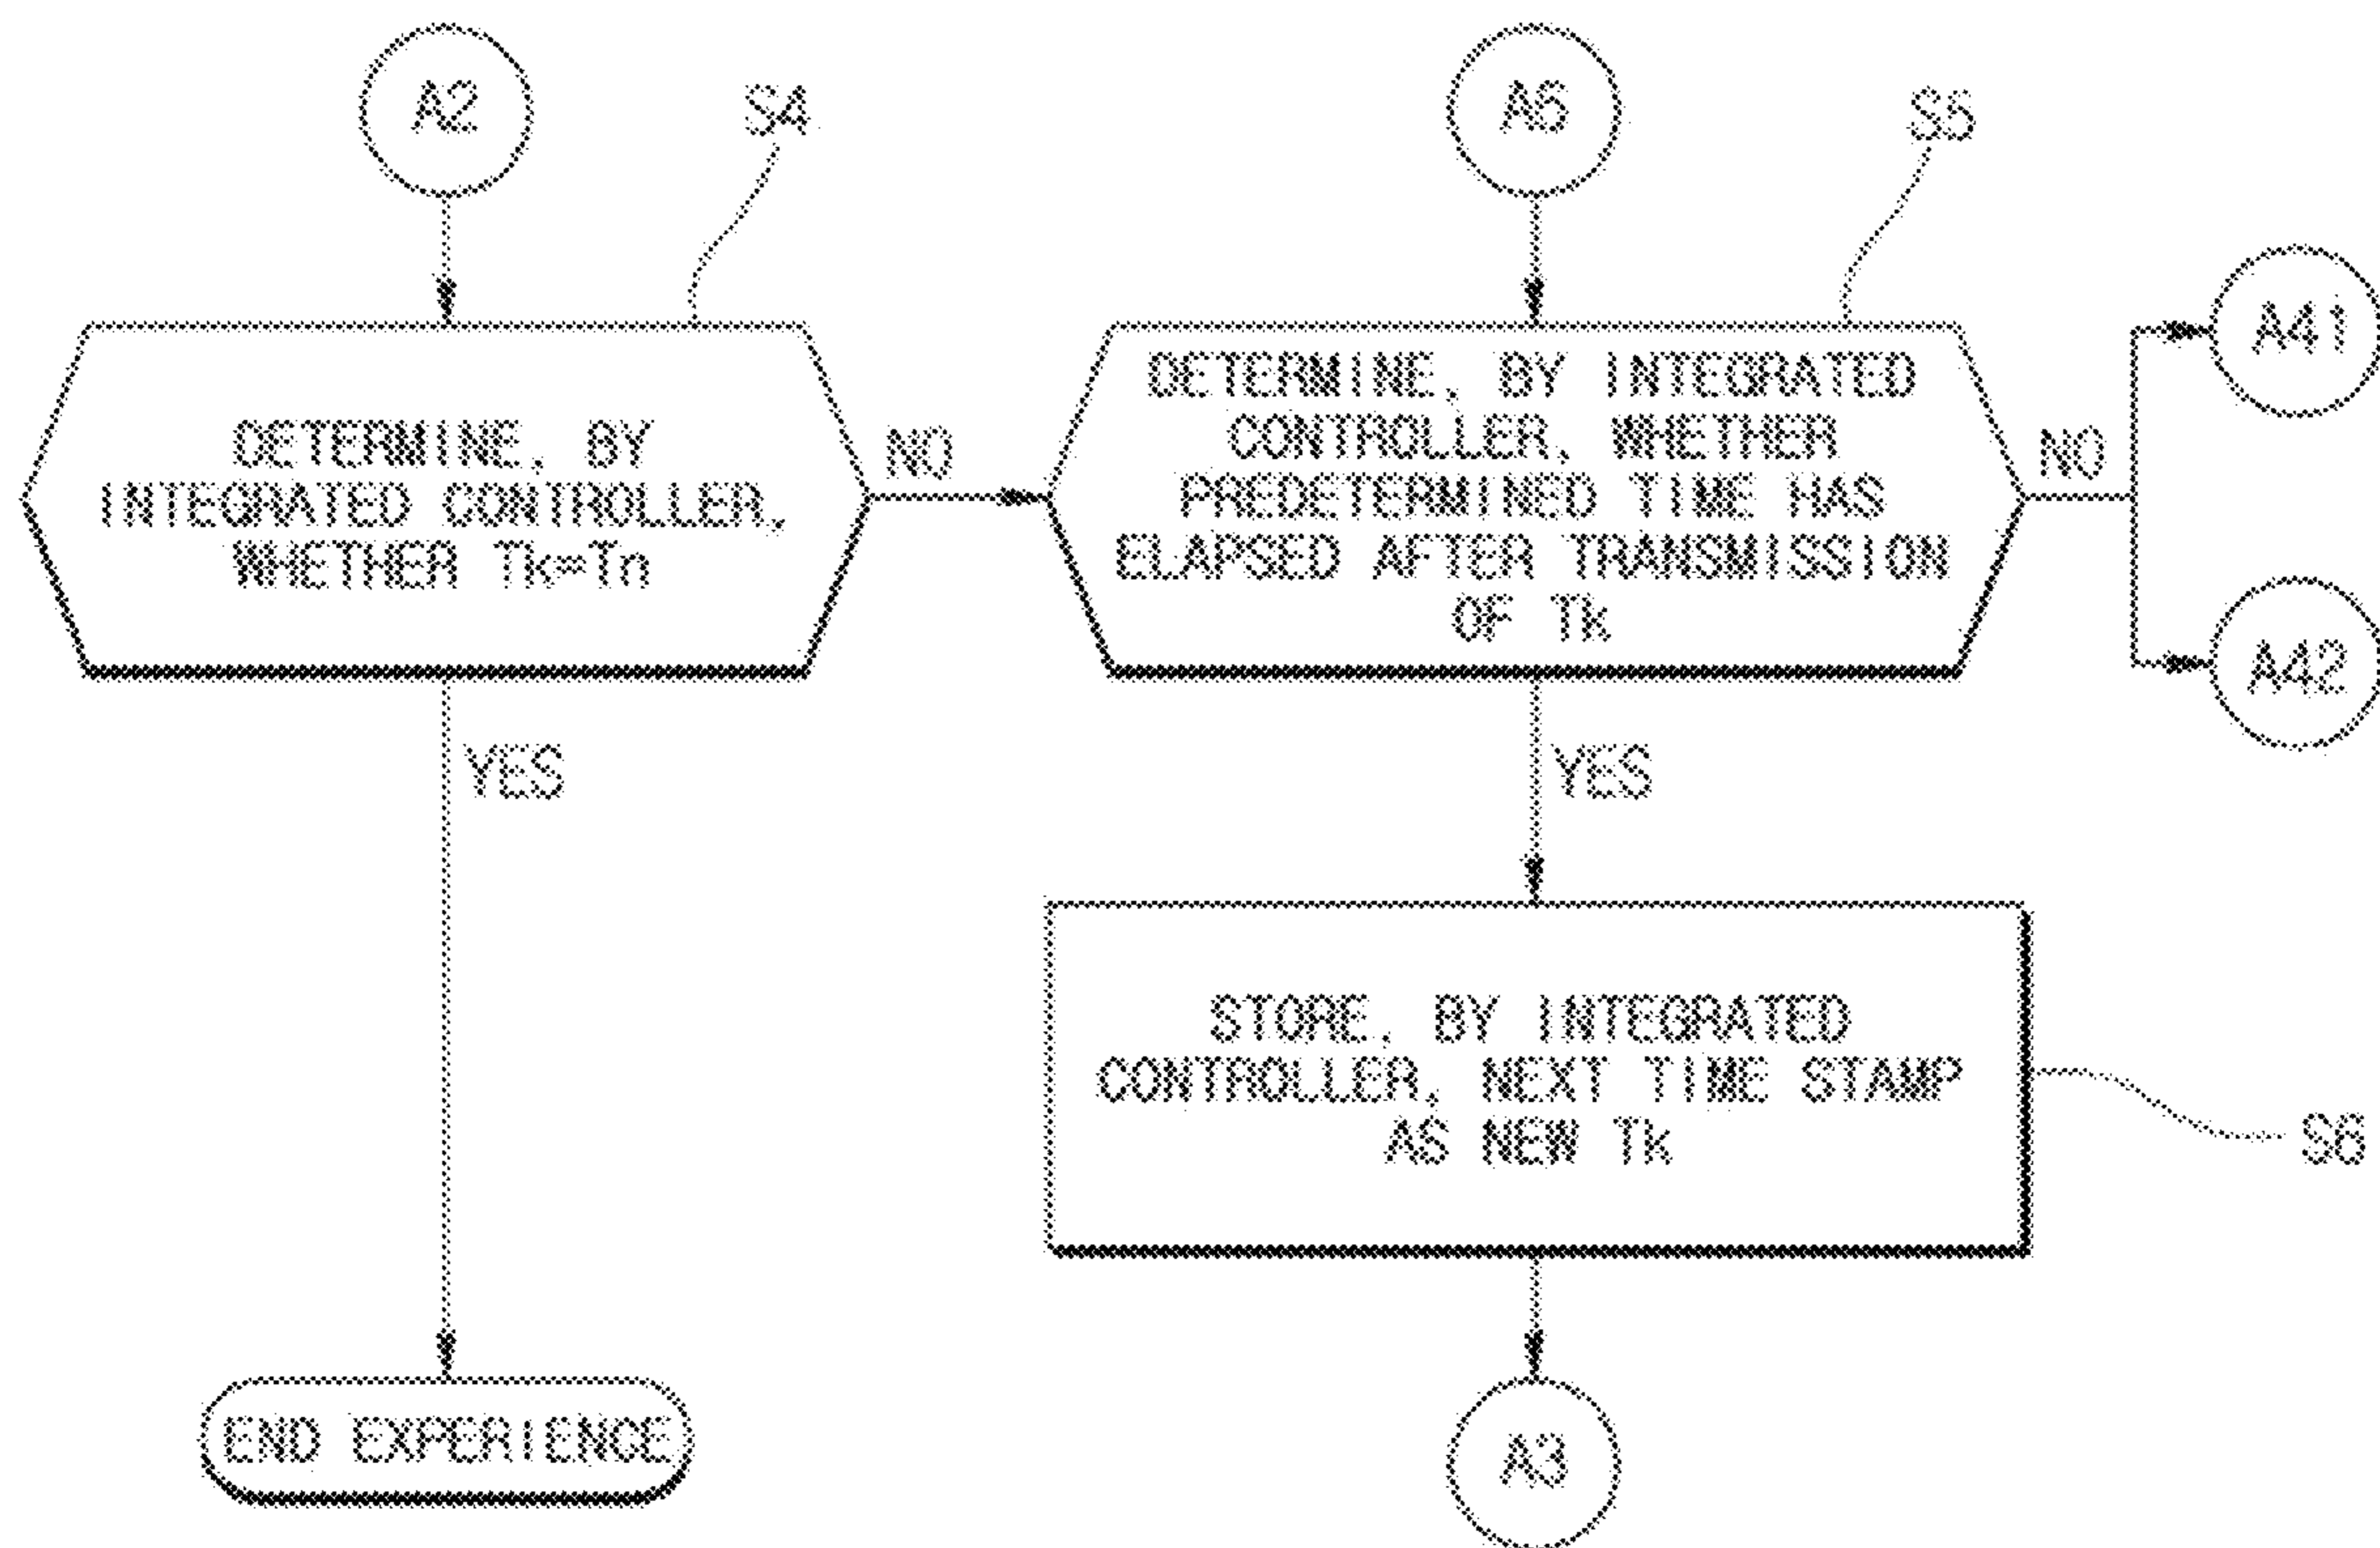 A2
S4
A5
S5
DETERMINE, BY
INTEGRATED CONTROLLER,
WHETHER Tk=Tn
NO
DETERMINE, BY INTEGRATED
CONTROLLER, WHETHER
PREDETERMINED TIME HAS
ELAPSED AFTER TRANSMISSION
OF Tk
NO
A41
A42
YES
YES
STORE, BY INTEGRATED
CONTROLLER, NEXT TIME STAMP
AS NEW Tk
S6
END EXPERIENCE
A3